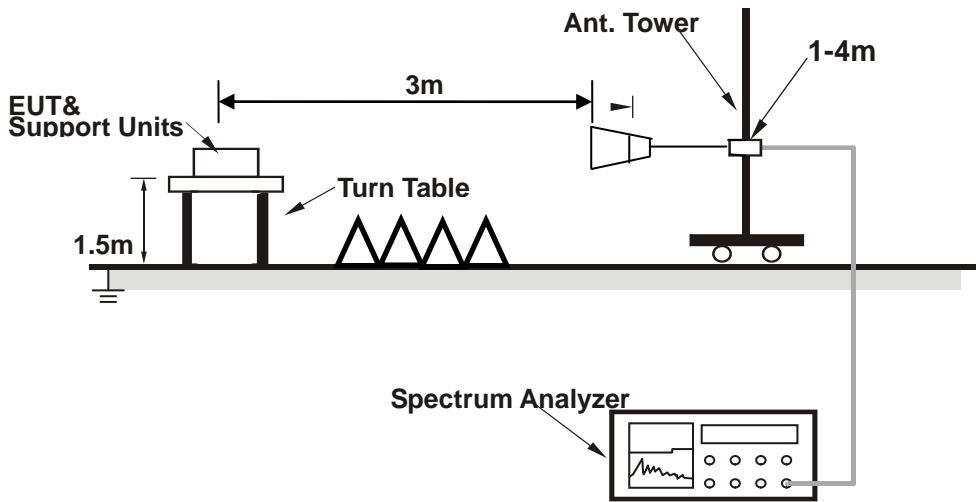 Ant. Tower
1-4m
3m
EUT&
Support Units
Turn Table
1.5m
Spectrum Analyzer